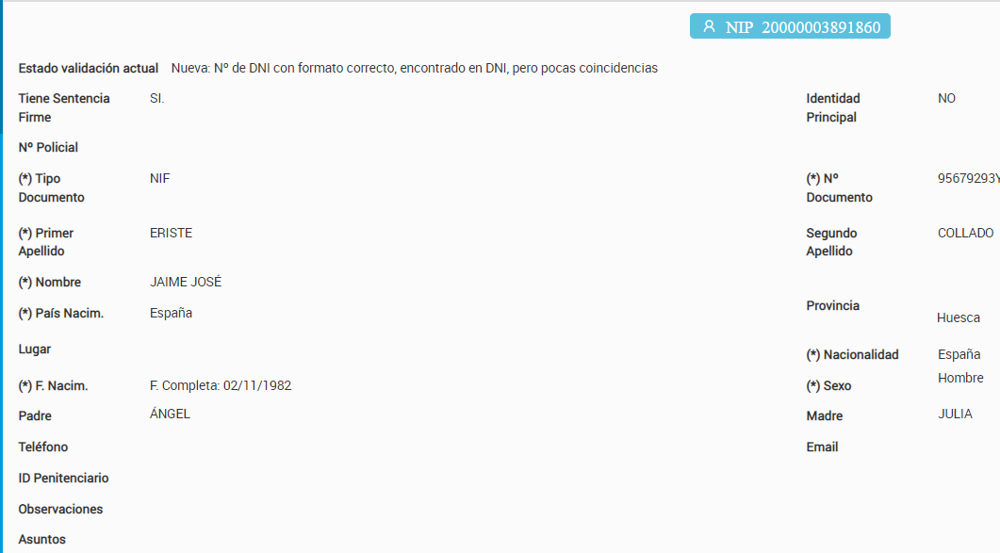 NIP 20000003891860
Estado validación actual Nueva: Nº de DNI con formato correcto, encontrado en DNI, pero pocas coincidencias
Tiene Sentencia Firme SI.
Identidad Principal NO
Nº Policial
(*) Tipo Documento NIF
(*) Nº Documento 95679293Y
(*) Primer Apellido ERISTE
Segundo Apellido COLLADO
(*) Nombre JAIME JOSÉ
(*) País Nacim. España
Provincia Huesca
Lugar
(*) Nacionalidad España
(*) F. Nacim. F. Completa: 02/11/1982
(*) Sexo Hombre
Padre ÁNGEL
Madre JULIA
Teléfono
Email
ID Penitenciario
Observaciones
Asuntos